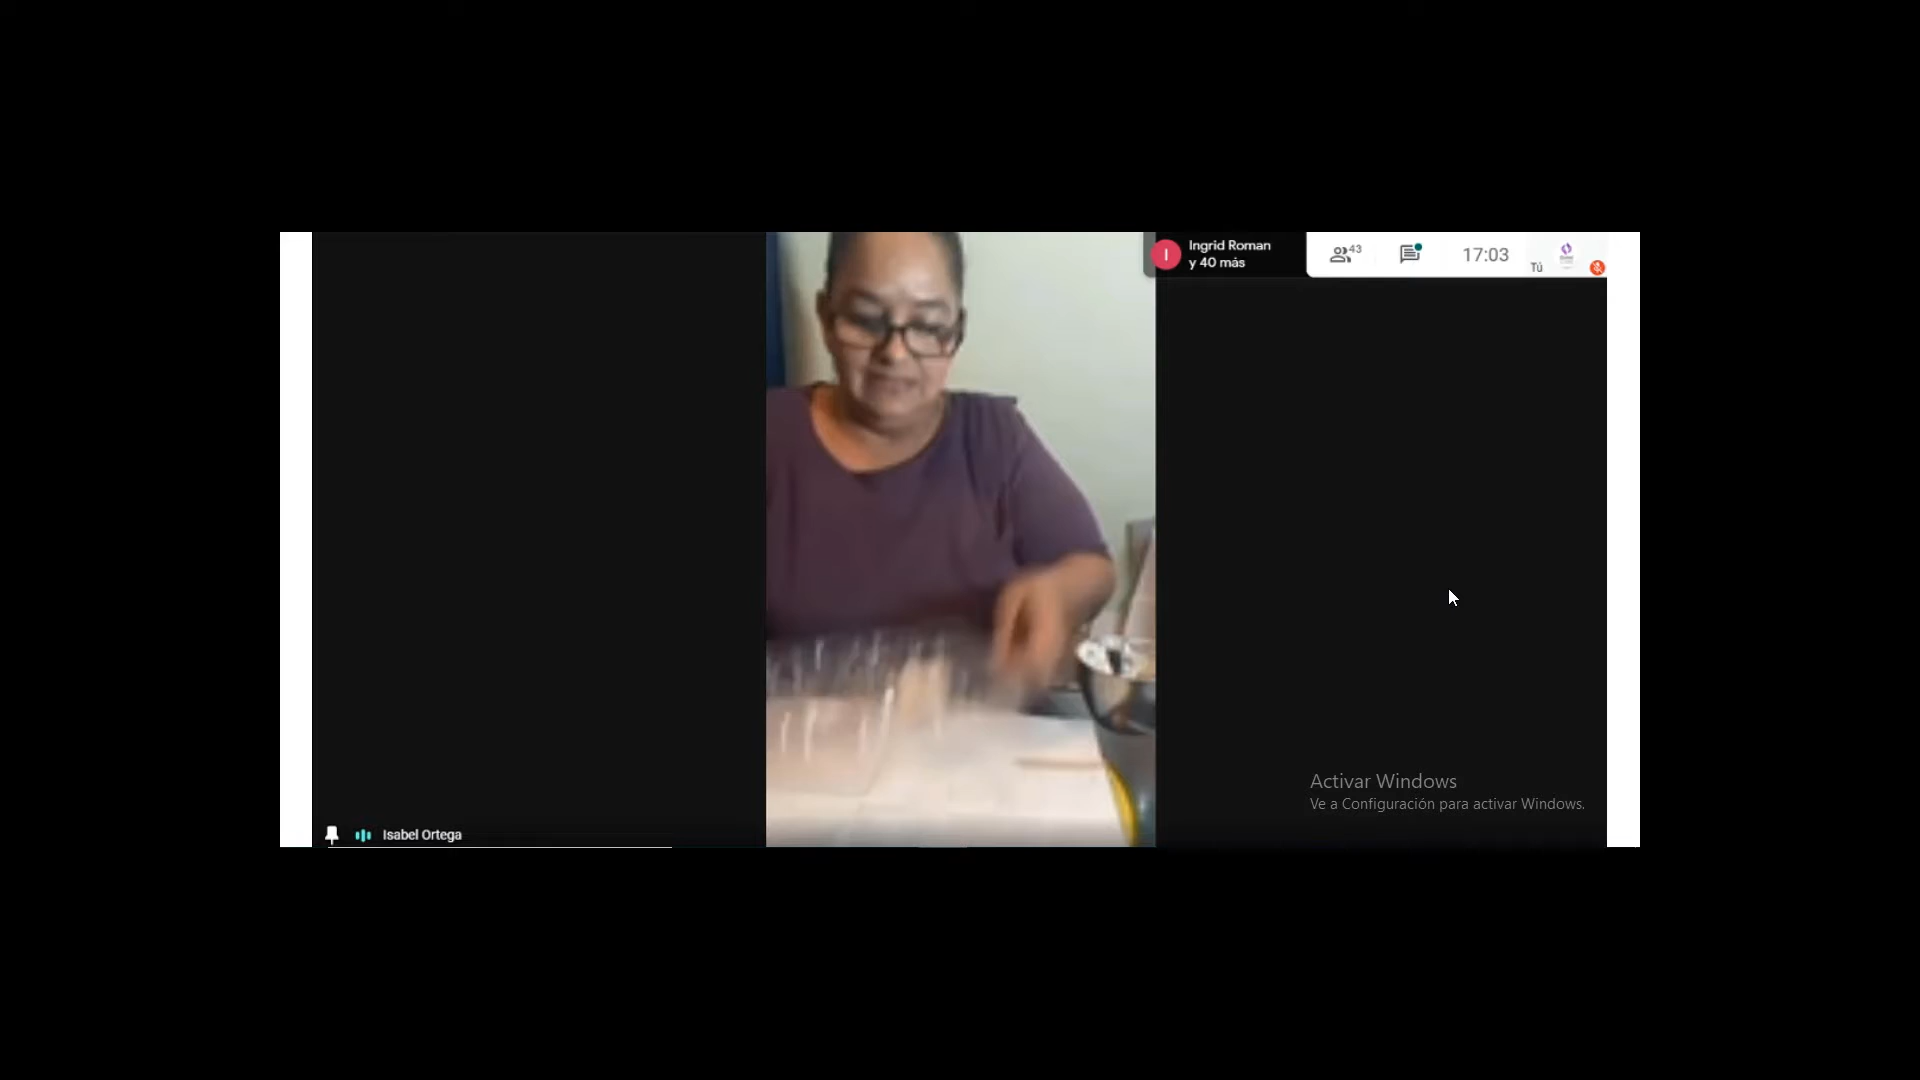 I
Ingrid Roman
y 40 más
43
17:03
Tú
Activar Windows
Ve a Configuración para activar Windows.
Isabel Ortega